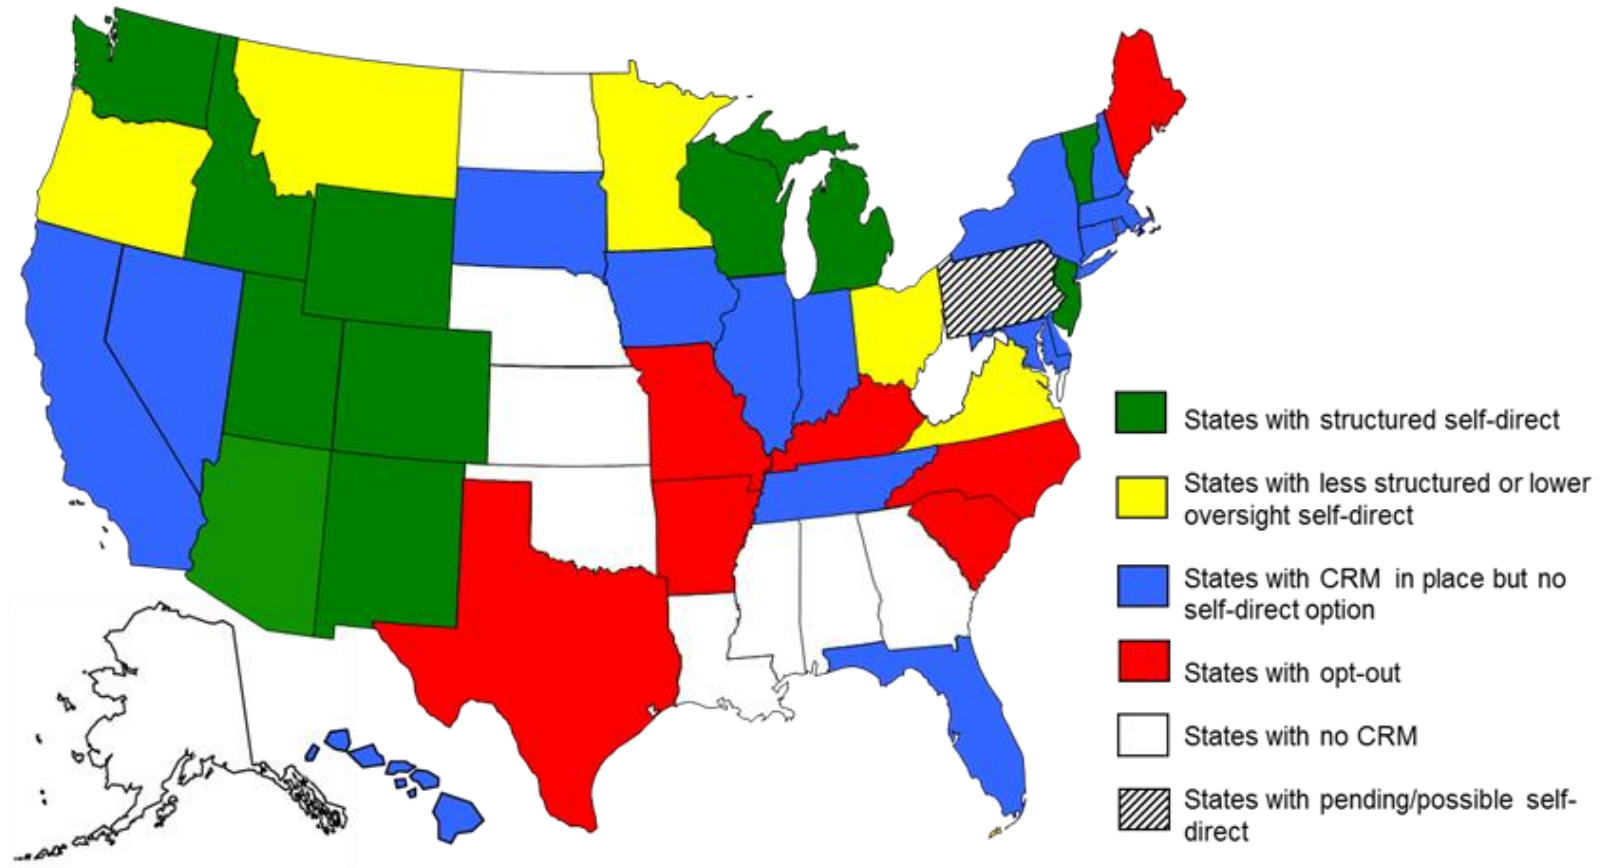 States with structured self-direct
States with less structured or lower
oversight self-direct
States with CRM in place but no
self-direct option
States with opt-out
States with no CRM
States with pending/possible self-
direct